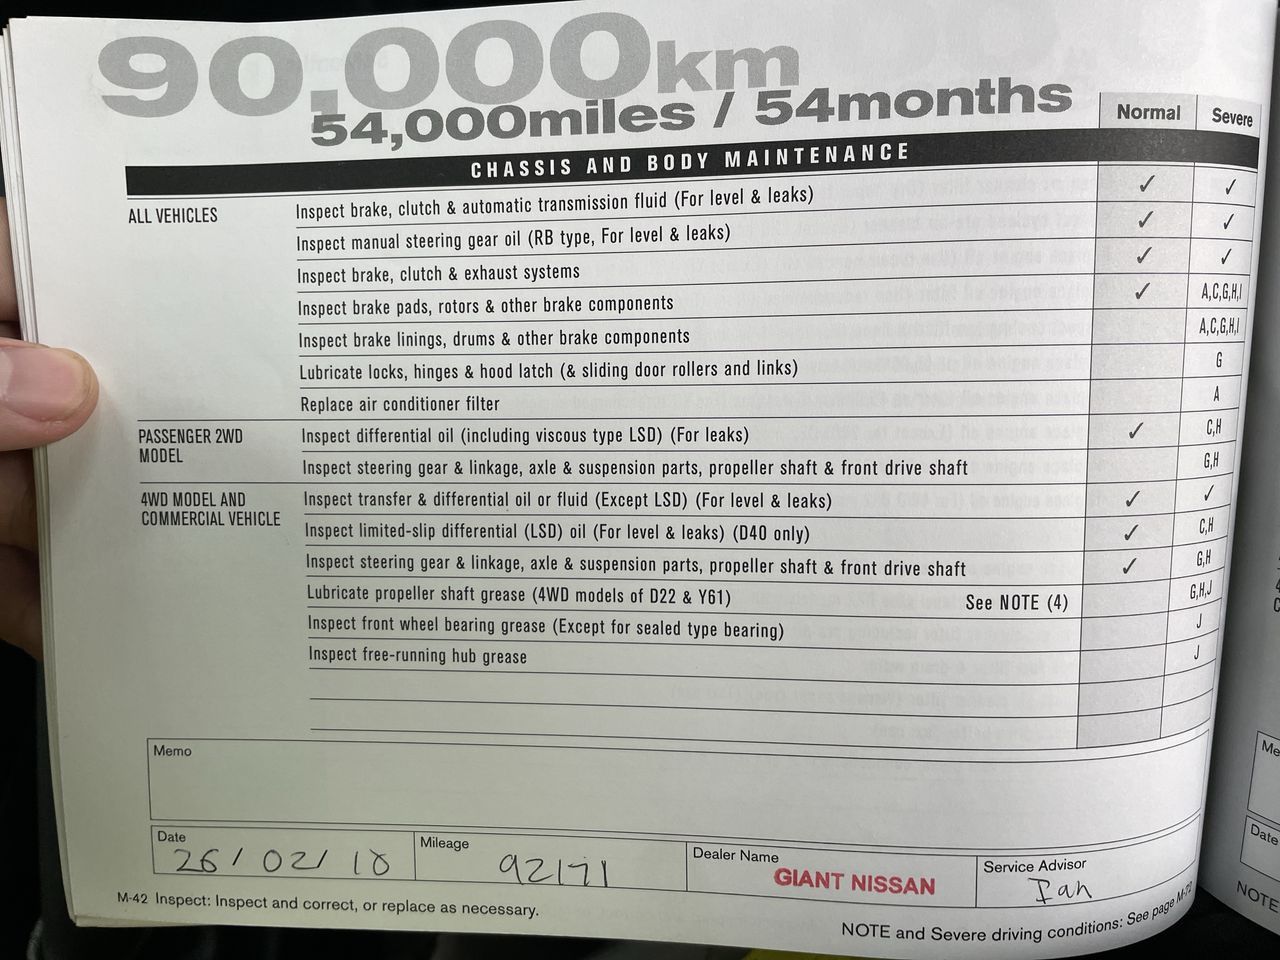 90,000km
54,000miles / 54months
Normal Severe
CHASSIS AND BODY MAINTENANCE
ALL VEHICLES Inspect brake, clutch & automatic transmission fluid (For level & leaks) ✓ ✓
Inspect manual steering gear oil (RB type, For level & leaks) ✓ ✓
Inspect brake, clutch & exhaust systems ✓ ✓
Inspect brake pads, rotors & other brake components ✓ A,C,G,H,I
Inspect brake linings, drums & other brake components A,C,G,H,I
Lubricate locks, hinges & hood latch (& sliding door rollers and links) G
Replace air conditioner filter A
PASSENGER 2WD Inspect differential oil (including viscous type LSD) (For leaks) ✓ C,H
MODEL Inspect steering gear & linkage, axle & suspension parts, propeller shaft & front drive shaft G,H
4WD MODEL AND Inspect transfer & differential oil or fluid (Except LSD) (For level & leaks) ✓ ✓
COMMERCIAL VEHICLE Inspect limited-slip differential (LSD) oil (For level & leaks) (D40 only) ✓ C,H
Inspect steering gear & linkage, axle & suspension parts, propeller shaft & front drive shaft ✓ G,H
Lubricate propeller shaft grease (4WD models of D22 & Y61) See NOTE (4) G,H,J
Inspect front wheel bearing grease (Except for sealed type bearing) J
Inspect free-running hub grease J
Memo
Date Mileage Dealer Name Service Advisor
26/02/18 92171 GIANT NISSAN Ian
M-42 Inspect: Inspect and correct, or replace as necessary.
NOTE and Severe driving conditions: See page
Date
NOTE